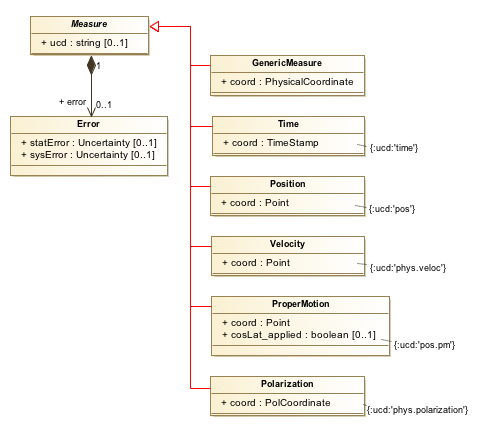 Measure
+ ucd : string [0..1]
1
+ error
0..1
Error
+ statError : Uncertainty [0..1]
+ sysError : Uncertainty [0..1]
GenericMeasure
+ coord : PhysicalCoordinate
Time
+ coord : TimeStamp
{:ucd:'time'}
Position
+ coord : Point
{:ucd:'pos'}
Velocity
+ coord : Point
{:ucd:'phys.veloc'}
ProperMotion
+ coord : Point
+ cosLat_applied : boolean [0..1]
{:ucd:'pos.pm'}
Polarization
+ coord : PolCoordinate
{:ucd:'phys.polarization'}